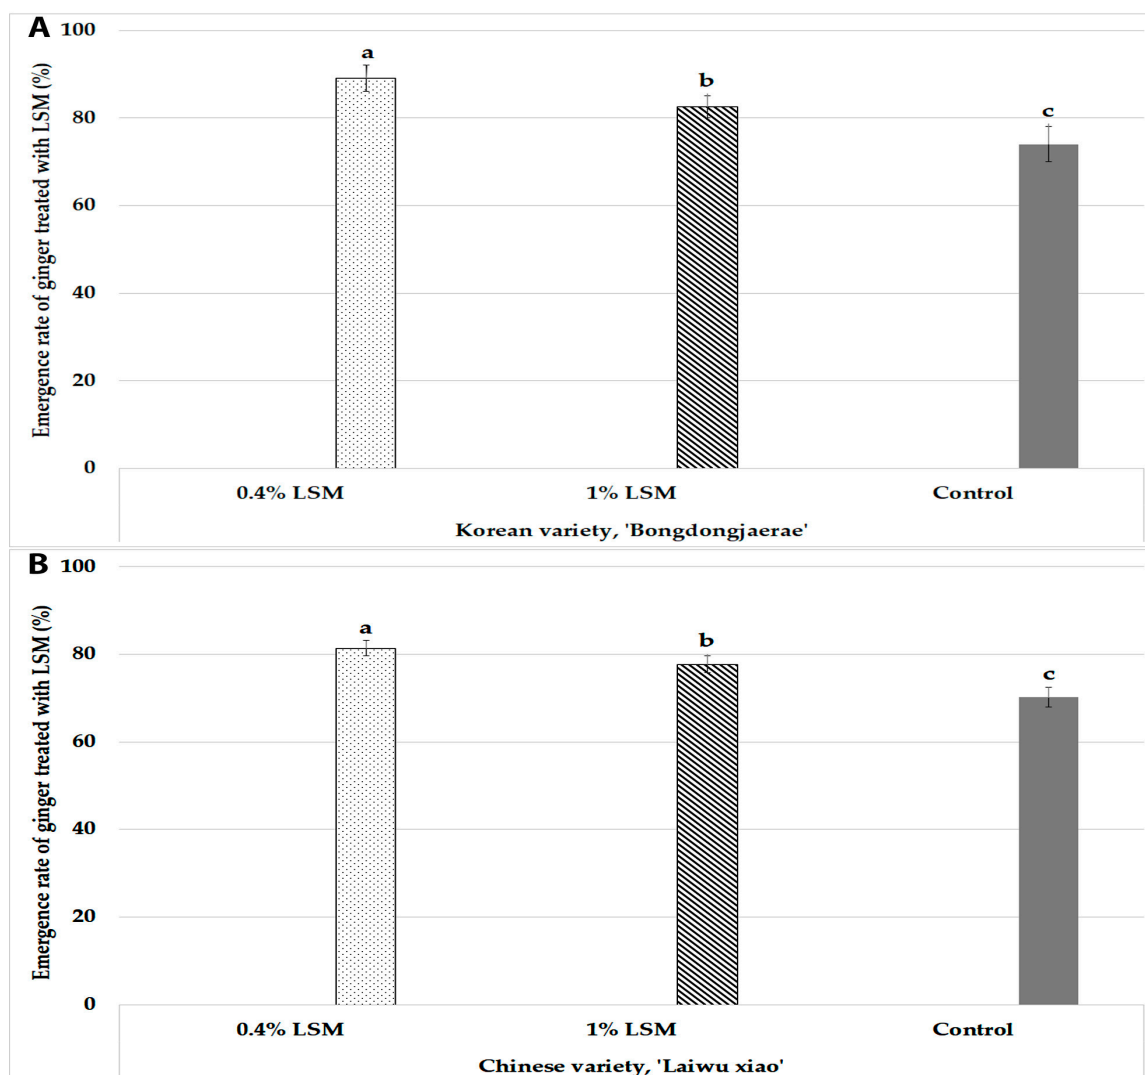 A
Emergence rate of ginger treated with LSM (%)
100
80
60
40
20
0
a
b
c
0.4% LSM
1% LSM
Control
Korean variety, 'Bongdongjaerae'
B
Emergence rate of ginger treated with LSM (%)
100
80
60
40
20
0
a
b
c
0.4% LSM
1% LSM
Control
Chinese variety, 'Laiwu xiao'